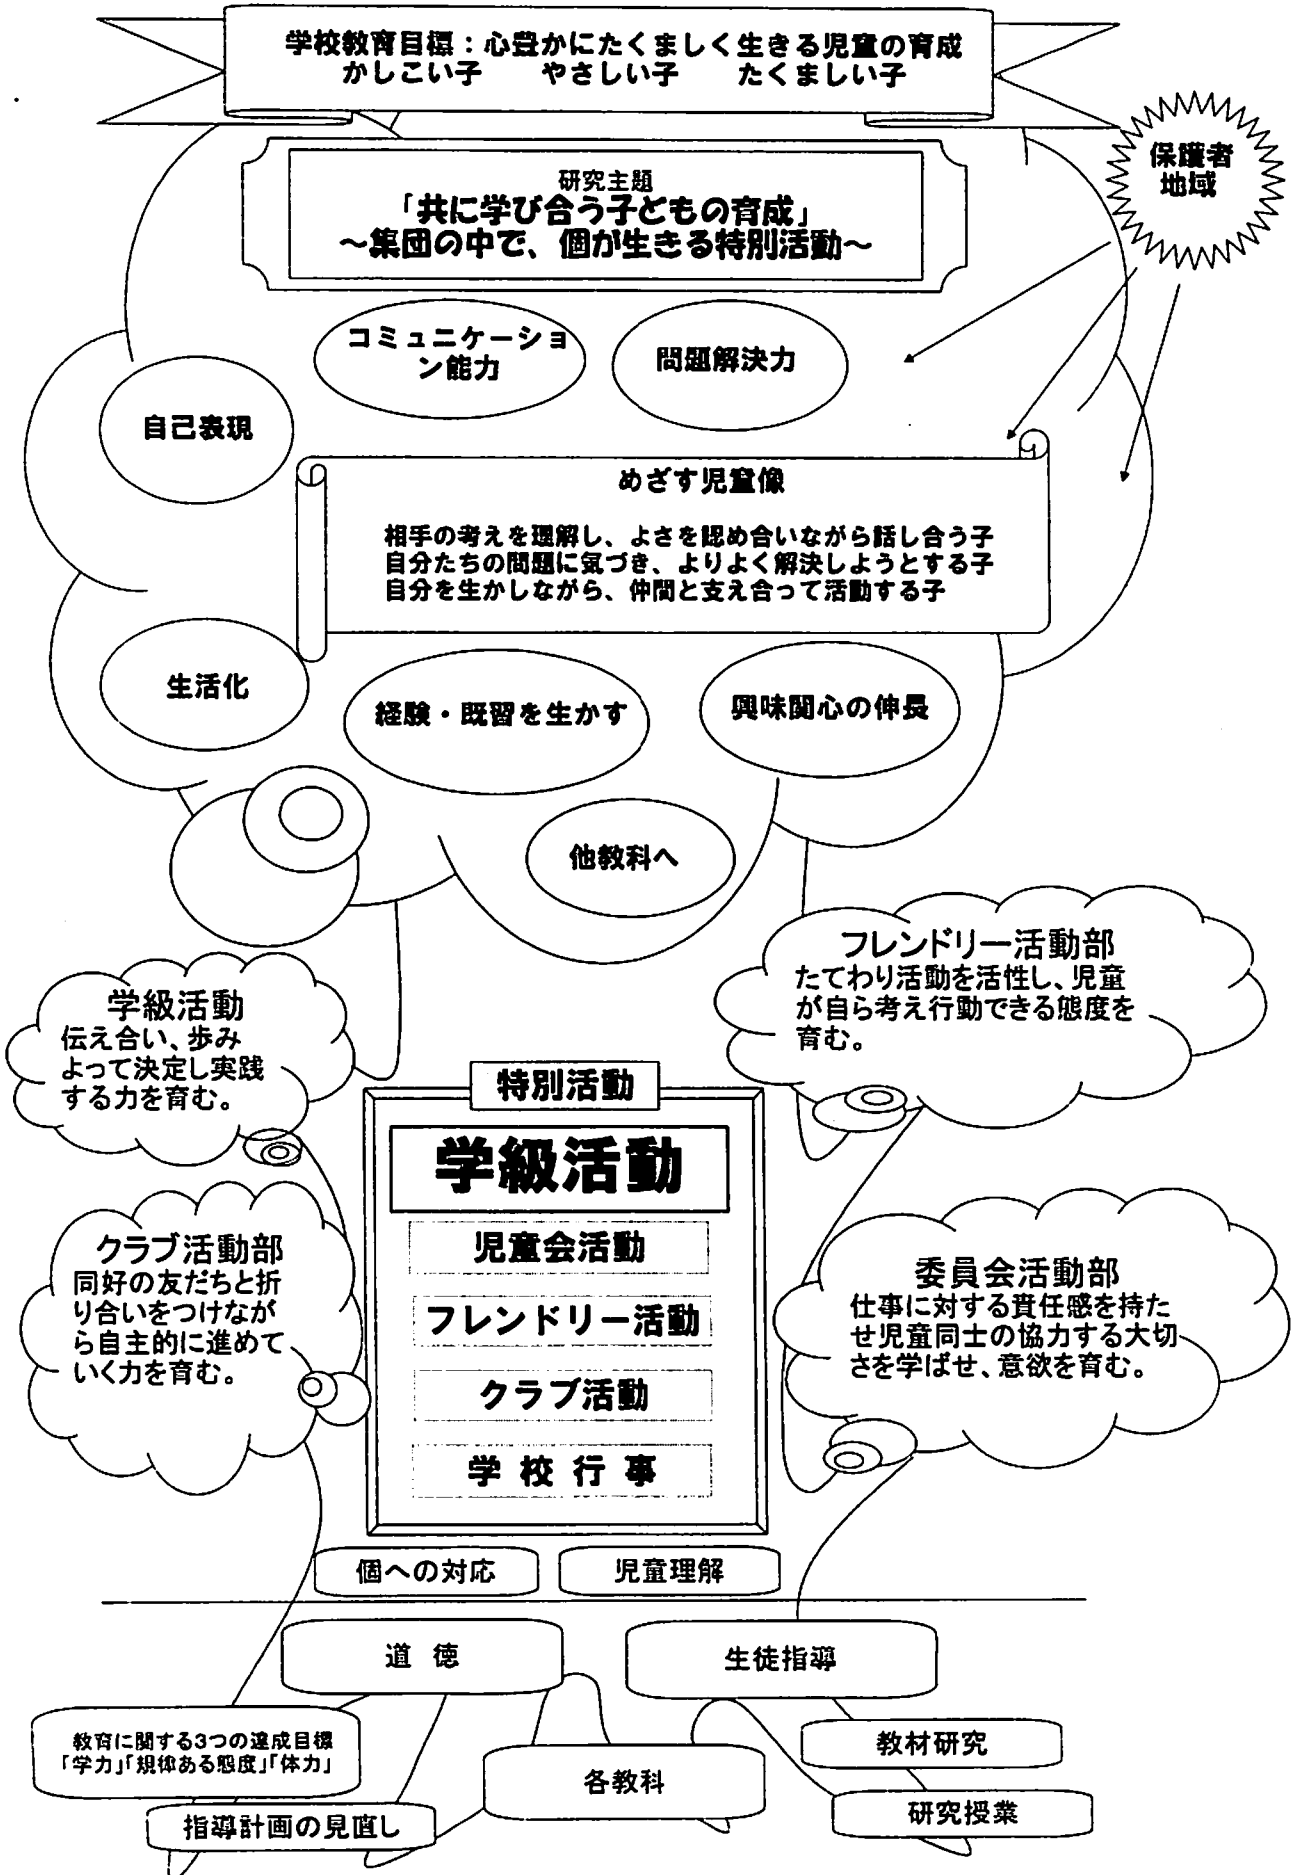 学校教育目標：心豊かにたくましく生きる児童の育成
かしこい子　やさしい子　たくましい子
保護者
地域
研究主題
「共に学び合う子どもの育成」
～集団の中で、個が生きる特別活動～
コミュニケーショ
ン能力
問題解決力
自己表現
めざす児童像
相手の考えを理解し、よさを認め合いながら話し合う子
自分たちの問題に気づき、よりよく解決しようとする子
自分を生かしながら、仲間と支え合って活動する子
生活化
経験・既習を生かす
興味関心の伸長
他教科へ
フレンドリー活動部
たてわり活動を活性し、児童
が自ら考え行動できる態度を
育む。
学級活動
伝え合い、歩み
よって決定し実践
する力を育む。
特別活動
学級活動
児童会活動
フレンドリー活動
クラブ活動
学校行事
クラブ活動部
同好の友だちと折
り合いをつけなが
ら自主的に進めて
いく力を育む。
委員会活動部
仕事に対する責任感を持た
せ児童同士の協力する大切
さを学ばせ、意欲を育む。
個への対応
児童理解
道徳
生徒指導
教育に関する3つの達成目標
「学力」「規律ある態度」「体力」
教材研究
各教科
指導計画の見直し
研究授業